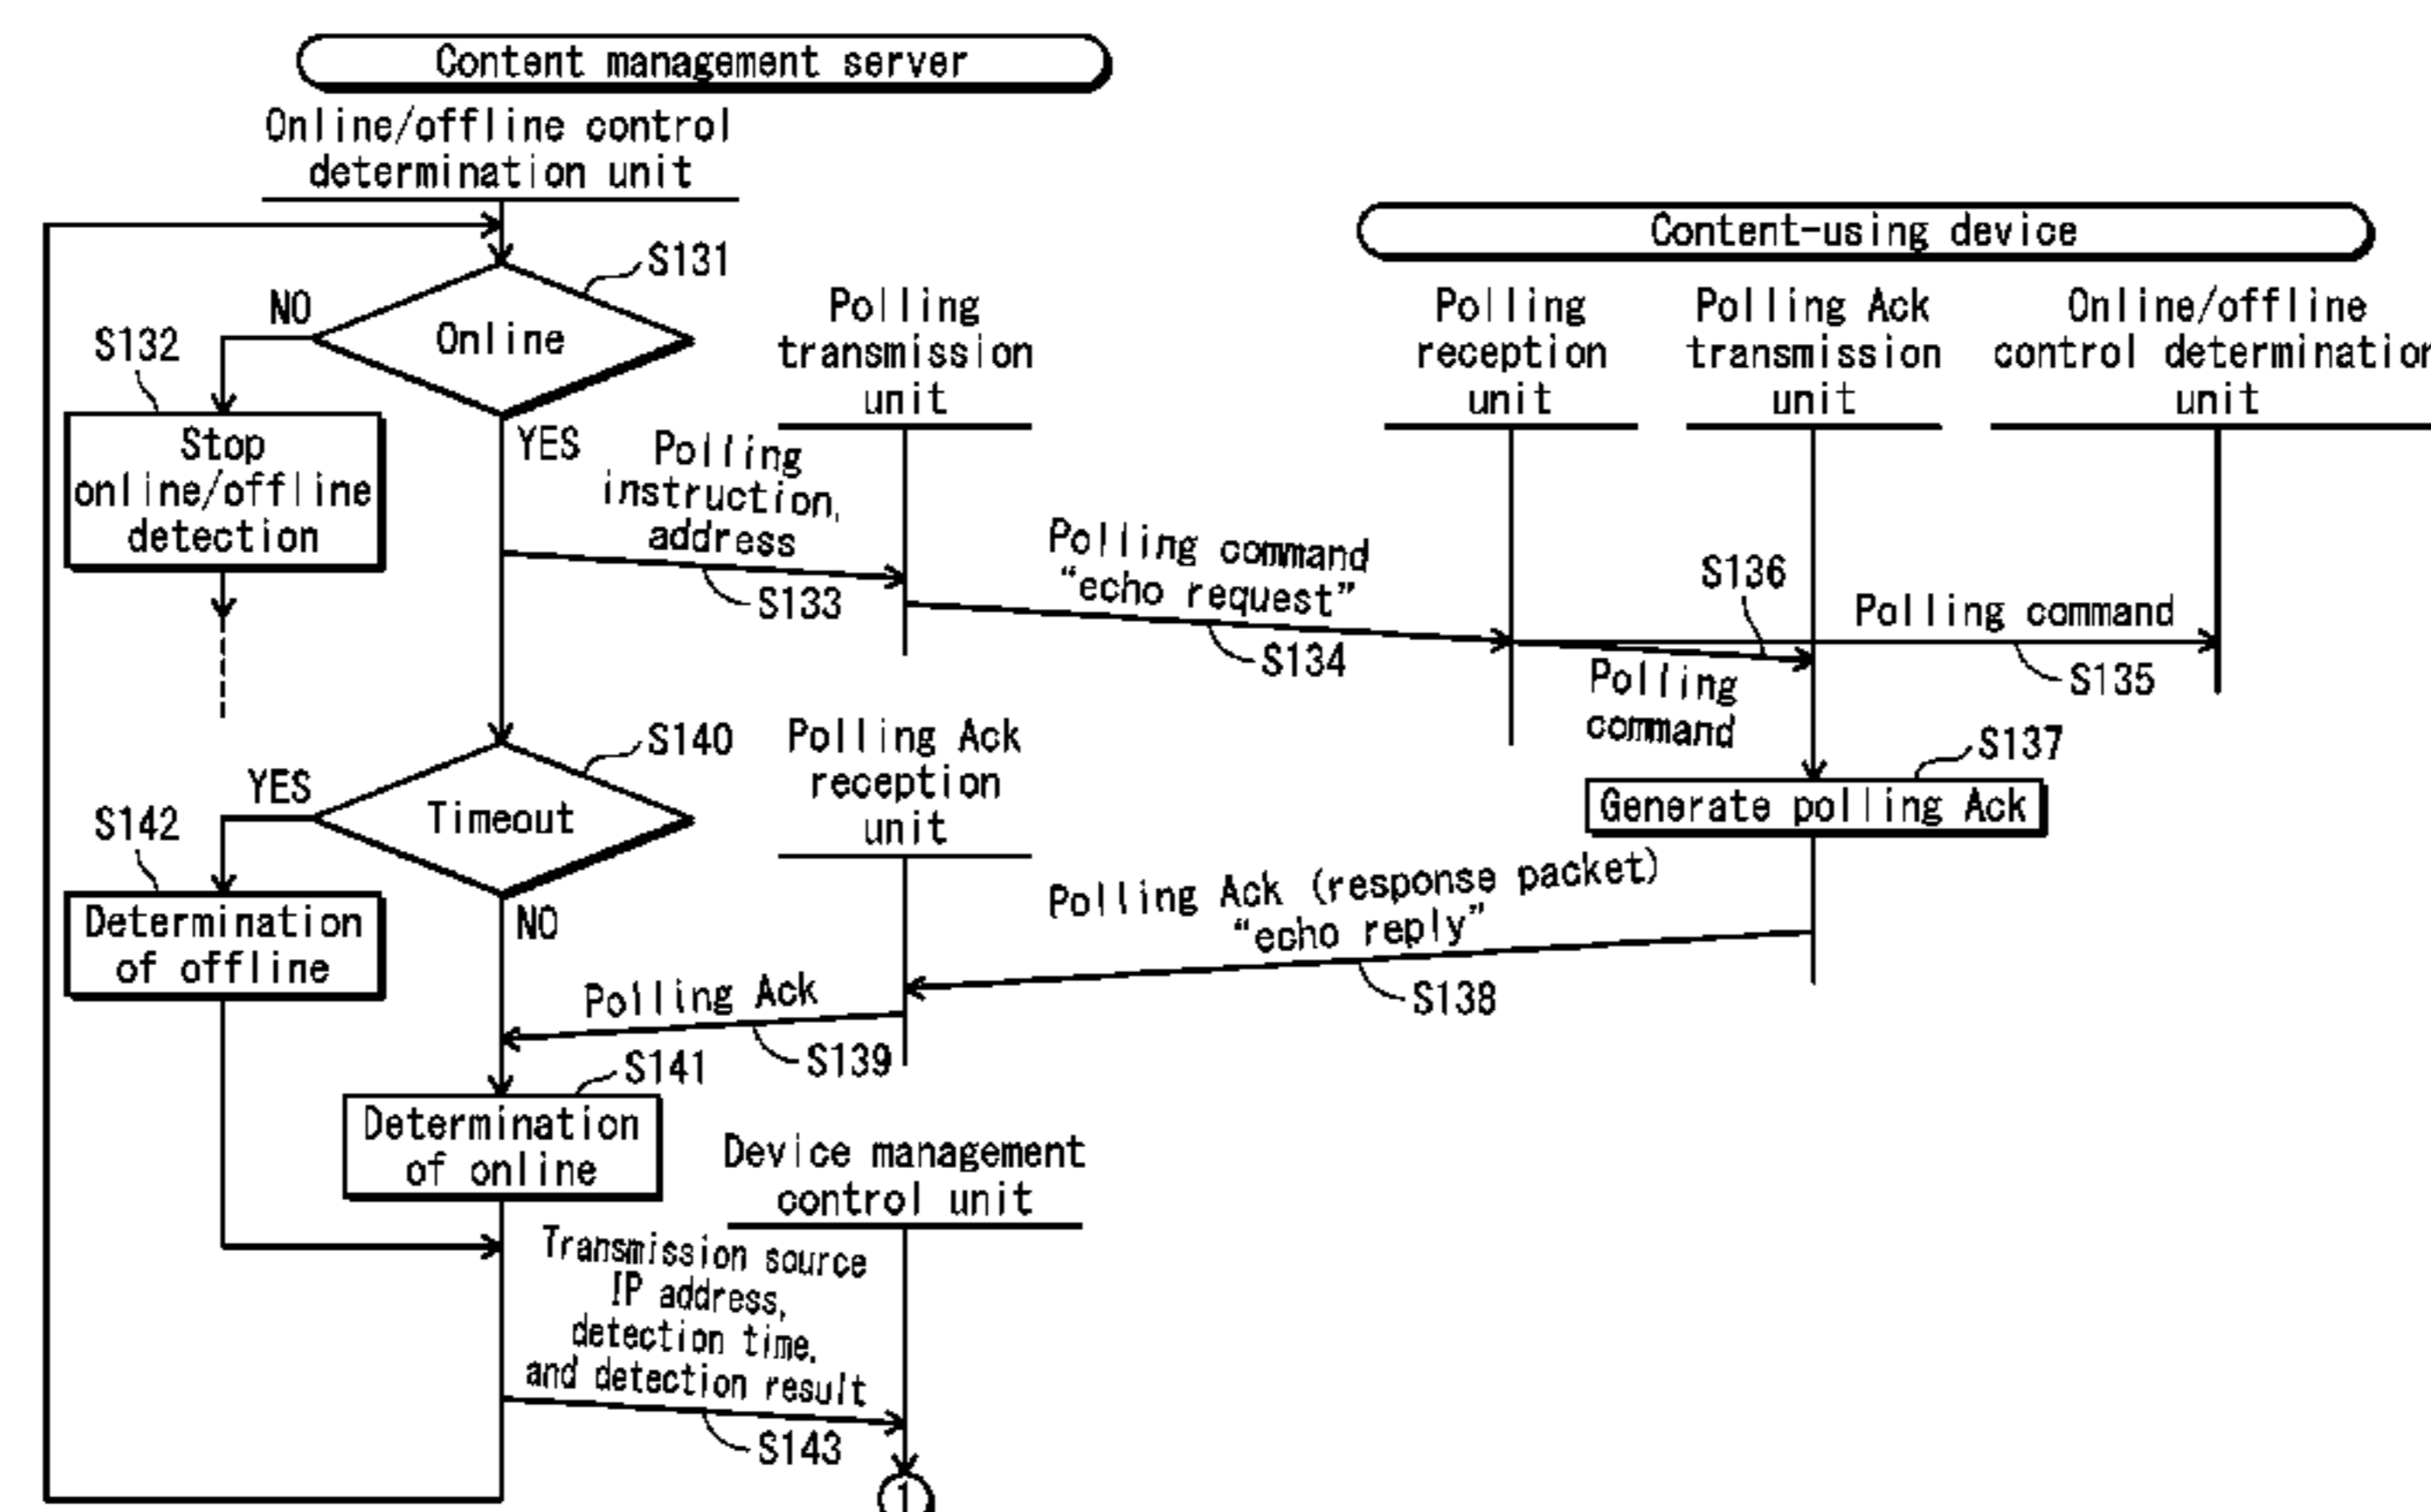 Content management server
Online/offline control
determination unit
Content-using device
S131
NO
Online
S132
YES
Stop
online/offline
detection
Polling
transmission
unit
Polling
reception
unit
Polling Ack
transmission
unit
Online/offline
control determination
unit
Polling
instruction,
address
S133
Polling command
“echo request”
S134
S136
Polling command
S135
Polling
command
S137
Generate polling Ack
S140
YES
Timeout
S142
NO
Determination
of offline
Polling Ack
reception
unit
Polling Ack (response packet)
“echo reply”
S138
Polling Ack
S139
S141
Determination
of online
Device management
control unit
Transmission source
IP address,
detection time,
and detection result
S143
1